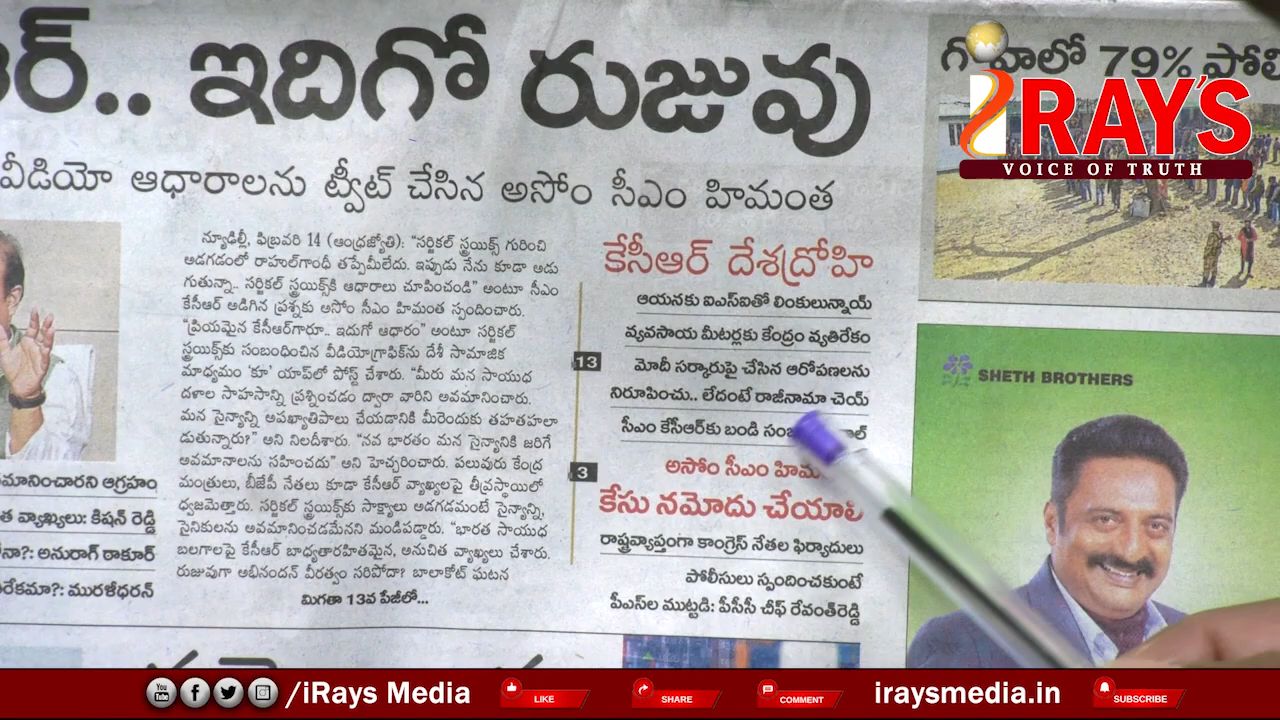 ఇదిగో రుజువు
వీడియో ఆధారాలను ట్వీట్ చేసిన అసోం సీఎం హిమంత
న్యూఢిల్లీ, ఫిబ్రవరి 14 (ఆంధ్రజ్యోతి): “సర్జికల్ స్ట్రయిక్స్ గురించి
అడగడంలో రాహుల్‌గాంధీ తప్పేమీలేదు. ఇప్పుడు నేను కూడా అడు
గుతున్నా.. సర్జికల్ స్ట్రయిక్స్‌కి ఆధారాలు చూపించండి” అంటూ సీఎం
కేసీఆర్ అడిగిన ప్రశ్నకు అసోం సీఎం హిమంత స్పందించారు.
“ప్రియమైన కేసీఆర్‌గారూ.. ఇదుగో ఆధారం” అంటూ సర్జికల్
స్ట్రయిక్స్‌కు సంబంధించిన వీడియోగ్రాఫిక్‌ను దేశీ సామాజిక
మాధ్యమం ‘కూ’ యాప్‌లో పోస్ట్ చేశారు. “మీరు మన సాయుధ
దళాల సాహసాన్ని ప్రశ్నించడం ద్వారా వారిని అవమానించారు.
మన సైన్యాన్ని అవఖ్యాతిపాలు చేయడానికి మీరెందుకు తహతహలా
డుతున్నారు?” అని నిలదీశారు. “నవ భారతం మన సైన్యానికి జరిగే
అవమానాలను సహించదు” అని హెచ్చరించారు. పలువురు కేంద్ర
మంత్రులు, బీజేపీ నేతలు కూడా కేసీఆర్ వ్యాఖ్యలపై తీవ్రస్థాయిలో
ధ్వజమెత్తారు. సర్జికల్ స్ట్రయిక్స్‌కు సాక్ష్యాలు అడగడమంటే సైన్యాన్ని,
సైనికులను అవమానించడమేనని మండిపడ్డారు. “భారత సాయుధ
బలగాలపై కేసీఆర్ బాధ్యతారహితమైన, అనుచిత వ్యాఖ్యలు చేశారు.
రుజువుగా అభినందన్ వీరత్వం సరిపోదా? బాలాకోట్ ఘటన
మిగతా 13వ పేజీలో...
ఆగ్రహం
వ్యాఖ్యలు: కిషన్ రెడ్డి
అనురాగ్ ఠాకూర్
మురళీధరన్
కేసీఆర్ దేశద్రోహి
ఆయనకు ఐఎస్ఐతో లింకులున్నాయ్
వ్యవసాయ మీటర్లకు కేంద్రం వ్యతిరేకం
13
మోదీ సర్కారుపై చేసిన ఆరోపణలను
నిరూపించు.. లేదంటే రాజీనామా చెయ్
సీఎం కేసీఆర్‌కు బండి
3
అసోం సీఎం
కేసు నమోదు చేయాలి
రాష్ట్రవ్యాప్తంగా కాంగ్రెస్ నేతల ఫిర్యాదులు
పోలీసులు స్పందించకుంటే
పీఎస్‌ల ముట్టడి: పీసీసీ చీఫ్ రేవంత్‌రెడ్డి
79%
iRAY'S
VOICE OF TRUTH
SHETH BROTHERS
You Tube /iRays Media LIKE SHARE COMMENT iraysmedia.in SUBSCRIBE